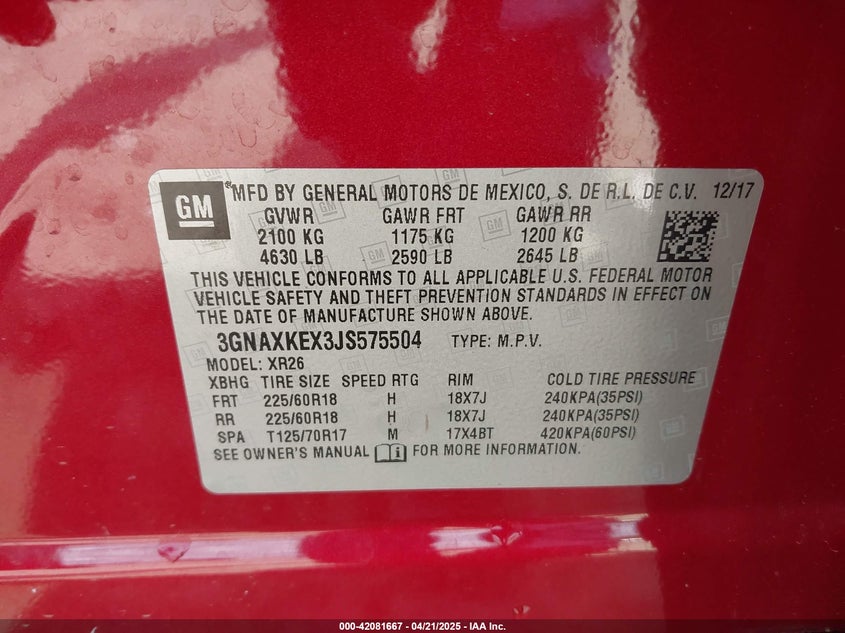 GM ®MFD BY GENERAL MOTORS DE MEXICO, S. DE R.L. DE C.V. 12/17
GVWR GAWR FRT GAWR RR
2100 KG 1175 KG 1200 KG
4630 LB 2590 LB 2645 LB
THIS VEHICLE CONFORMS TO ALL APPLICABLE U.S. FEDERAL MOTOR
VEHICLE SAFETY AND THEFT PREVENTION STANDARDS IN EFFECT ON
THE DATE OF MANUFACTURE SHOWN ABOVE.
3GNAXKEX3JS575504 TYPE: M.P.V.
MODEL: XR26
XBHG TIRE SIZE SPEED RTG RIM COLD TIRE PRESSURE
FRT 225/60R18 H 18X7J 240KPA(35PSI)
RR 225/60R18 H 18X7J 240KPA(35PSI)
SPA T125/70R17 M 17X4BT 420KPA(60PSI)
SEE OWNER'S MANUAL i FOR MORE INFORMATION.
000-42081667 - 04/21/2025 - IAA Inc.